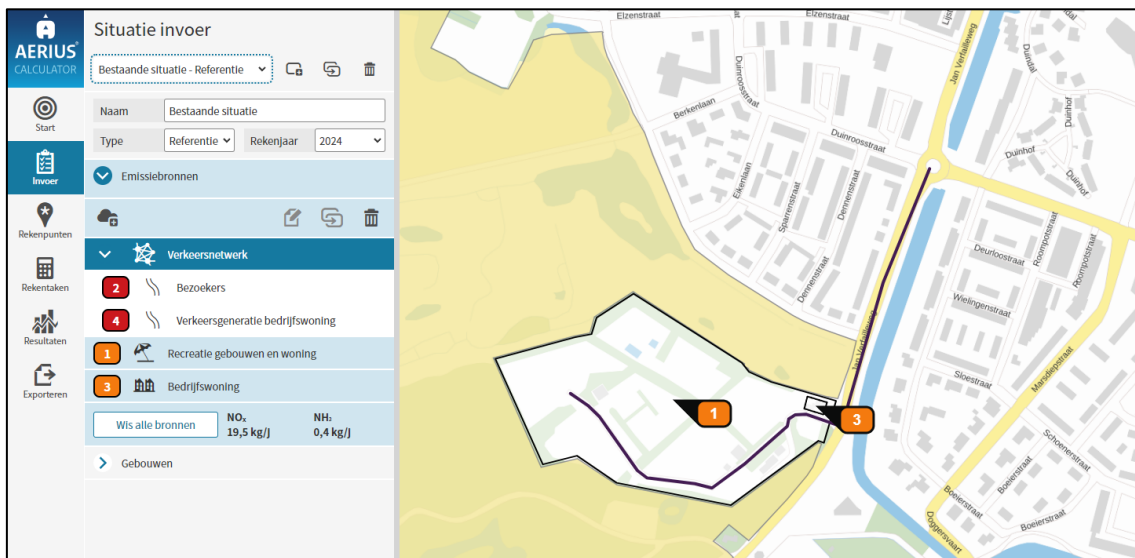 AERIUS®
CALCULATOR
Start
Invoer
Rekenpunten
Rekentaken
Resultaten
Exporteren
Situatie invoer
Bestaande situatie - Referentie
Naam Bestaande situatie
Type Referentie Rekenjaar 2024
Emissiebronnen
Verkeersnetwerk
2 Bezoekers
4 Verkeersgeneratie bedrijfswoning
1 Recreatie gebouwen en woning
3 Bedrijfswoning
Wis alle bronnen
NOₓ NH₃
19,5 kg/j 0,4 kg/j
Gebouwen
Elzenstraat
Elzenstraat
Jan Verfailleweg
Duindal
Duinhof
Duinroosstraat
Berkenlaan
Duinroosstraat
Duinhof
Duinhof
Eikenlaan
Sparrenstraat
Dennenstraat
Dennenstraat
Deurloostraat
Roompotstraat
Roompotstraat
Wielingenstraat
Jan Verfailleweg
Sloestraat
Marsdiepstraat
1
3
Schoenerstraat
Boeierstraat
Boeierstraat
Boeierstraat
Doggersvaart